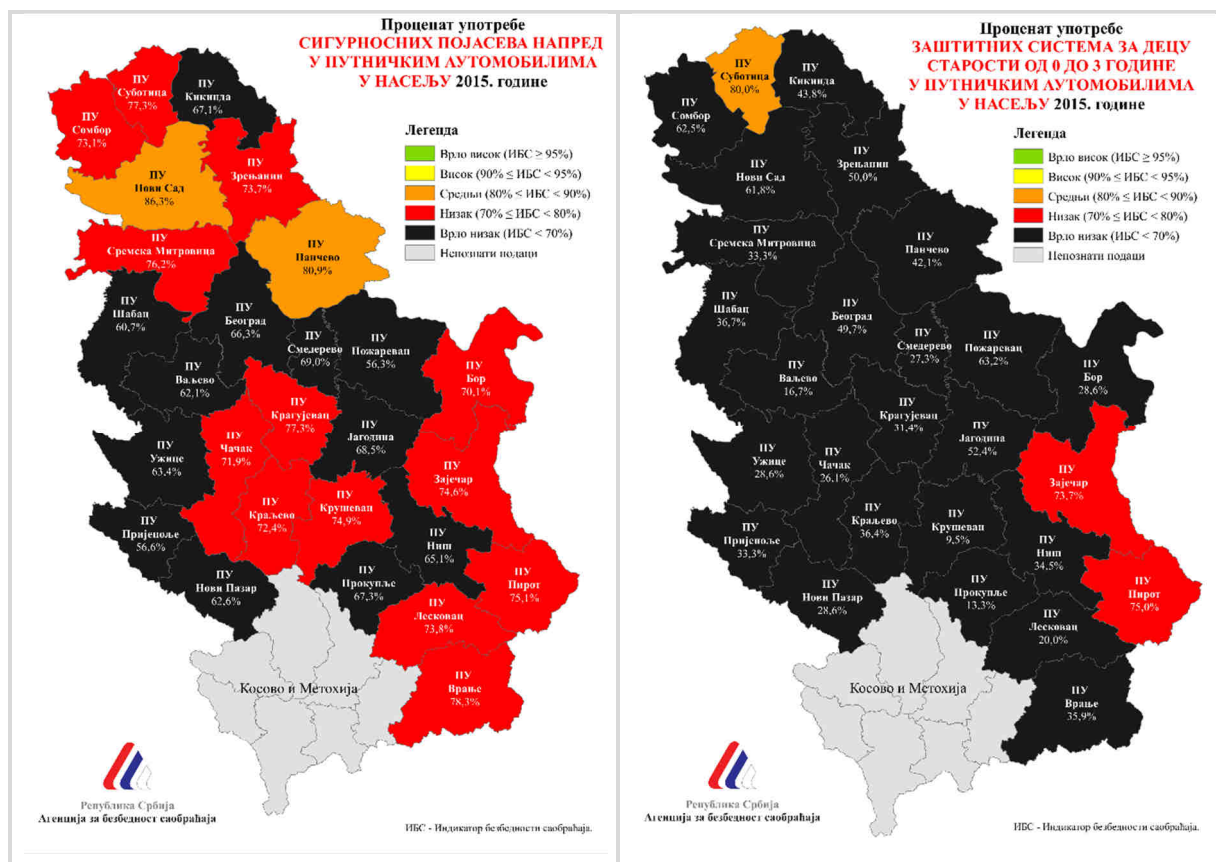 Проценат употребе
СИГУРНОСНИХ ПОЈАСЕВА НАПРЕД
У ПУТНИЧКИМ АУТОМОБИЛИМА
У НАСЕЉУ 2015. године
Легенда
Врло висок (ИБС ≥ 95%)
Висок (90% ≤ ИБС < 95%)
Средњи (80% ≤ ИБС < 90%)
Низак (70% ≤ ИБС < 80%)
Врло низак (ИБС < 70%)
Непознати подаци
ПУ
Суботица
77,3%
ПУ
Кикинда
67,1%
ПУ
Сомбор
73,1%
ПУ
Нови Сад
86,3%
ПУ
Зрењанин
73,7%
ПУ
Сремска Митровица
76,2%
ПУ
Панчево
80,9%
ПУ
Шабац
60,7%
ПУ
Београд
66,3%
ПУ
Смедерево
69,0%
ПУ
Пожаревац
56,3%
ПУ
Ваљево
62,1%
ПУ
Бор
70,1%
ПУ
Крагујевац
77,3%
ПУ
Јагодина
68,5%
ПУ
Ужице
63,4%
ПУ
Чачак
71,9%
ПУ
Зајечар
74,6%
ПУ
Краљево
72,4%
ПУ
Крушевац
74,9%
ПУ
Пријепоље
56,6%
ПУ
Ниш
65,1%
ПУ
Нови Пазар
62,6%
ПУ
Прокупље
67,3%
ПУ
Пирот
75,1%
ПУ
Лесковац
73,8%
ПУ
Врање
78,3%
Косово и Метохија
Република Србија
Агенција за безбедност саобраћаја
ИБС - Индикатор безбедности саобраћаја.
Проценат употребе
ЗАШТИТНИХ СИСТЕМА ЗА ДЕЦУ
СТАРОСТИ ОД 0 ДО 3 ГОДИНЕ
У ПУТНИЧКИМ АУТОМОБИЛИМА
У НАСЕЉУ 2015. године
Легенда
Врло висок (ИБС ≥ 95%)
Висок (90% ≤ ИБС < 95%)
Средњи (80% ≤ ИБС < 90%)
Низак (70% ≤ ИБС < 80%)
Врло низак (ИБС < 70%)
Непознати подаци
ПУ
Суботица
80,0%
ПУ
Кикинда
43,8%
ПУ
Сомбор
62,5%
ПУ
Нови Сад
61,8%
ПУ
Зрењанин
50,0%
ПУ
Сремска Митровица
33,3%
ПУ
Панчево
42,1%
ПУ
Шабац
36,7%
ПУ
Београд
49,7%
ПУ
Смедерево
27,3%
ПУ
Пожаревац
63,2%
ПУ
Ваљево
16,7%
ПУ
Бор
28,6%
ПУ
Крагујевац
31,4%
ПУ
Јагодина
52,4%
ПУ
Ужице
28,6%
ПУ
Чачак
26,1%
ПУ
Зајечар
73,7%
ПУ
Краљево
36,4%
ПУ
Крушевац
9,5%
ПУ
Пријепоље
33,3%
ПУ
Ниш
34,5%
ПУ
Нови Пазар
28,6%
ПУ
Прокупље
13,3%
ПУ
Пирот
75,0%
ПУ
Лесковац
20,0%
ПУ
Врање
35,9%
Косово и Метохија
Република Србија
Агенција за безбедност саобраћаја
ИБС - Индикатор безбедности саобраћаја.